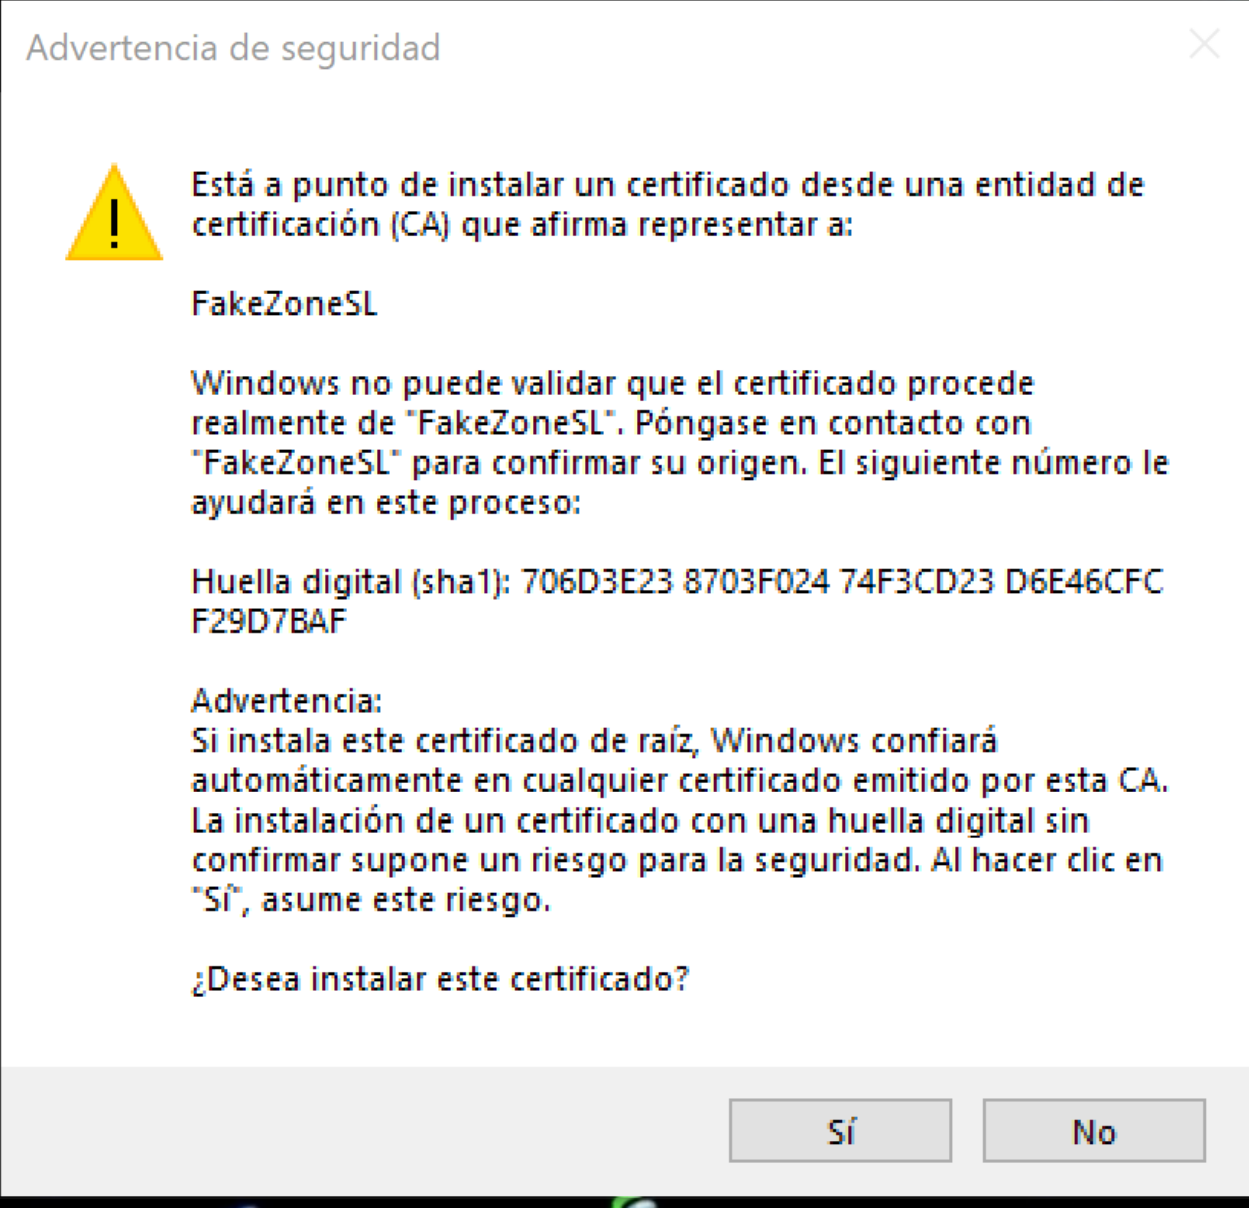 Advertencia de seguridad
Está a punto de instalar un certificado desde una entidad de
certificación (CA) que afirma representar a:
FakeZoneSL
Windows no puede validar que el certificado procede
realmente de "FakeZoneSL". Póngase en contacto con
"FakeZoneSL" para confirmar su origen. El siguiente número le
ayudará en este proceso:
Huella digital (sha1): 706D3E23 8703F024 74F3CD23 D6E46CFC
F29D7BAF
Advertencia:
Si instala este certificado de raíz, Windows confiará
automáticamente en cualquier certificado emitido por esta CA.
La instalación de un certificado con una huella digital sin
confirmar supone un riesgo para la seguridad. Al hacer clic en
"Sí", asume este riesgo.
¿Desea instalar este certificado?
Sí
No